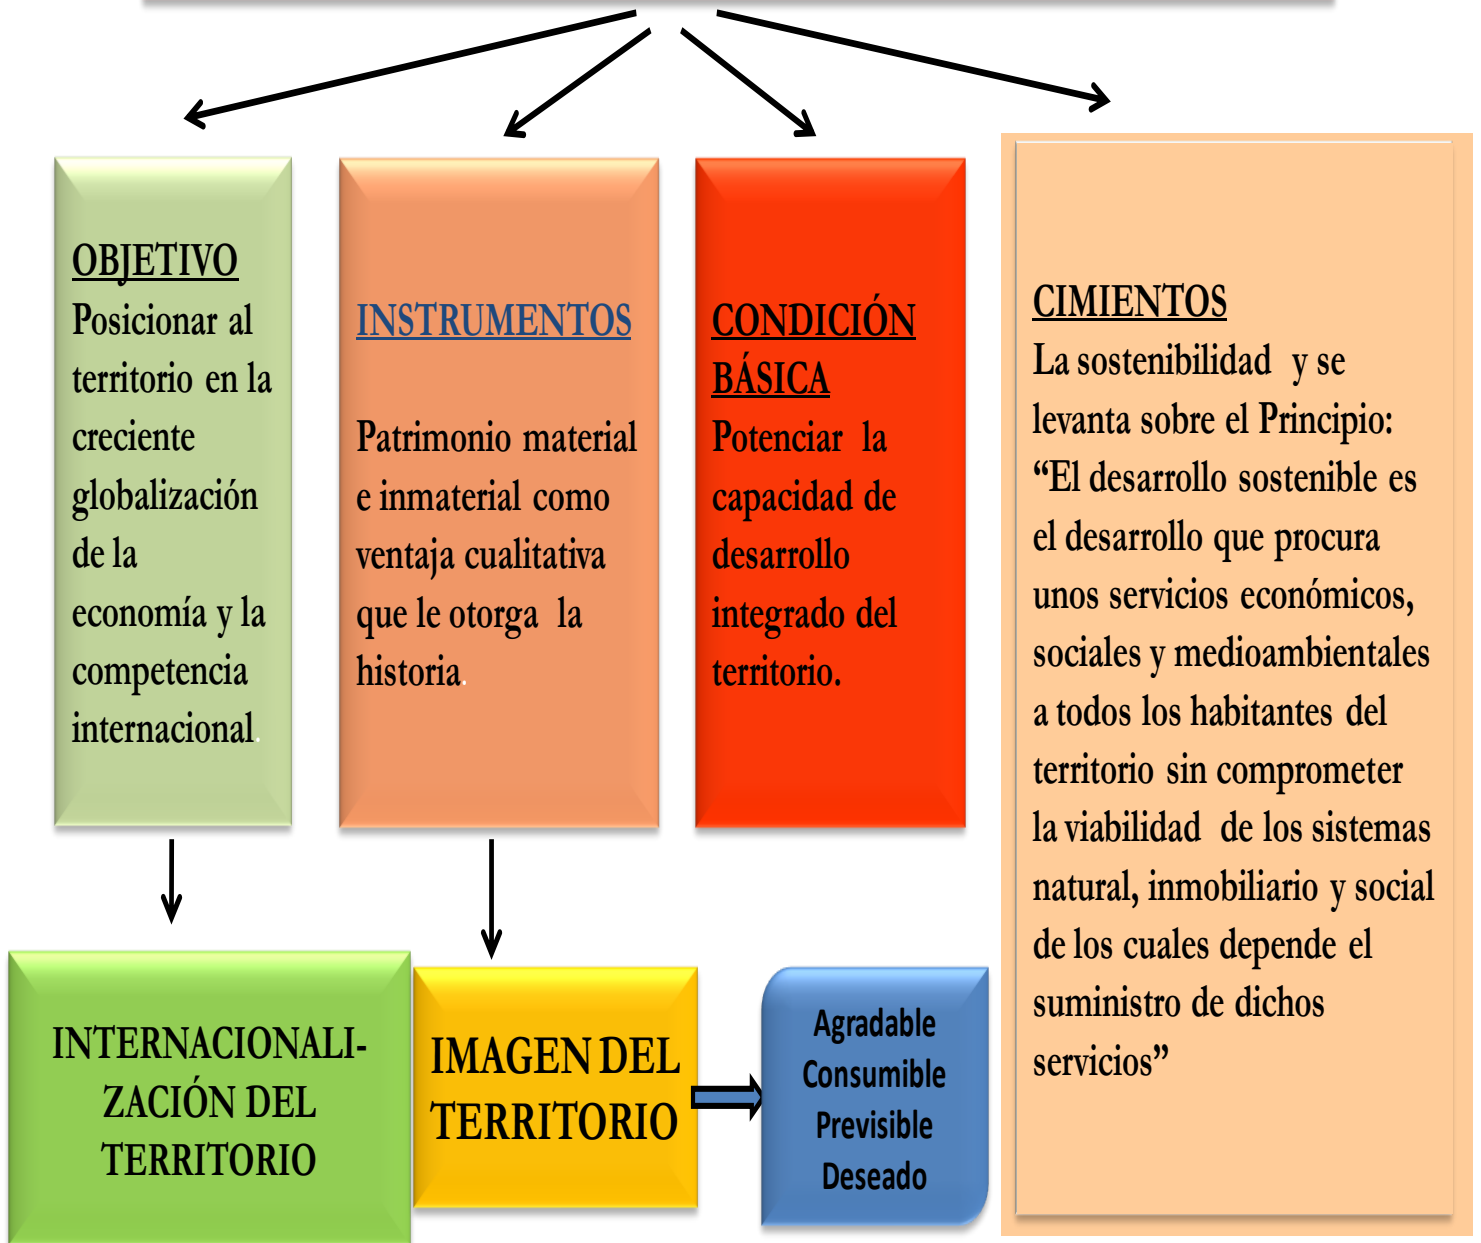 OBJETIVO
Posicionar al
territorio en la
creciente
globalización
de la
economía y la
competencia
internacional.
INSTRUMENTOS
Patrimonio material
e inmaterial como
ventaja cualitativa
que le otorga la
historia.
CONDICIÓN
BÁSICA
Potenciar la
capacidad de
desarrollo
integrado del
territorio.
CIMIENTOS
La sostenibilidad y se
levanta sobre el Principio:
“El desarrollo sostenible es
el desarrollo que procura
unos servicios económicos,
sociales y medioambientales
a todos los habitantes del
territorio sin comprometer
la viabilidad de los sistemas
natural, inmobiliario y social
de los cuales depende el
suministro de dichos
servicios”
INTERNACIONALI-
ZACIÓN DEL
TERRITORIO
IMAGEN DEL
TERRITORIO
Agradable
Consumible
Previsible
Deseado